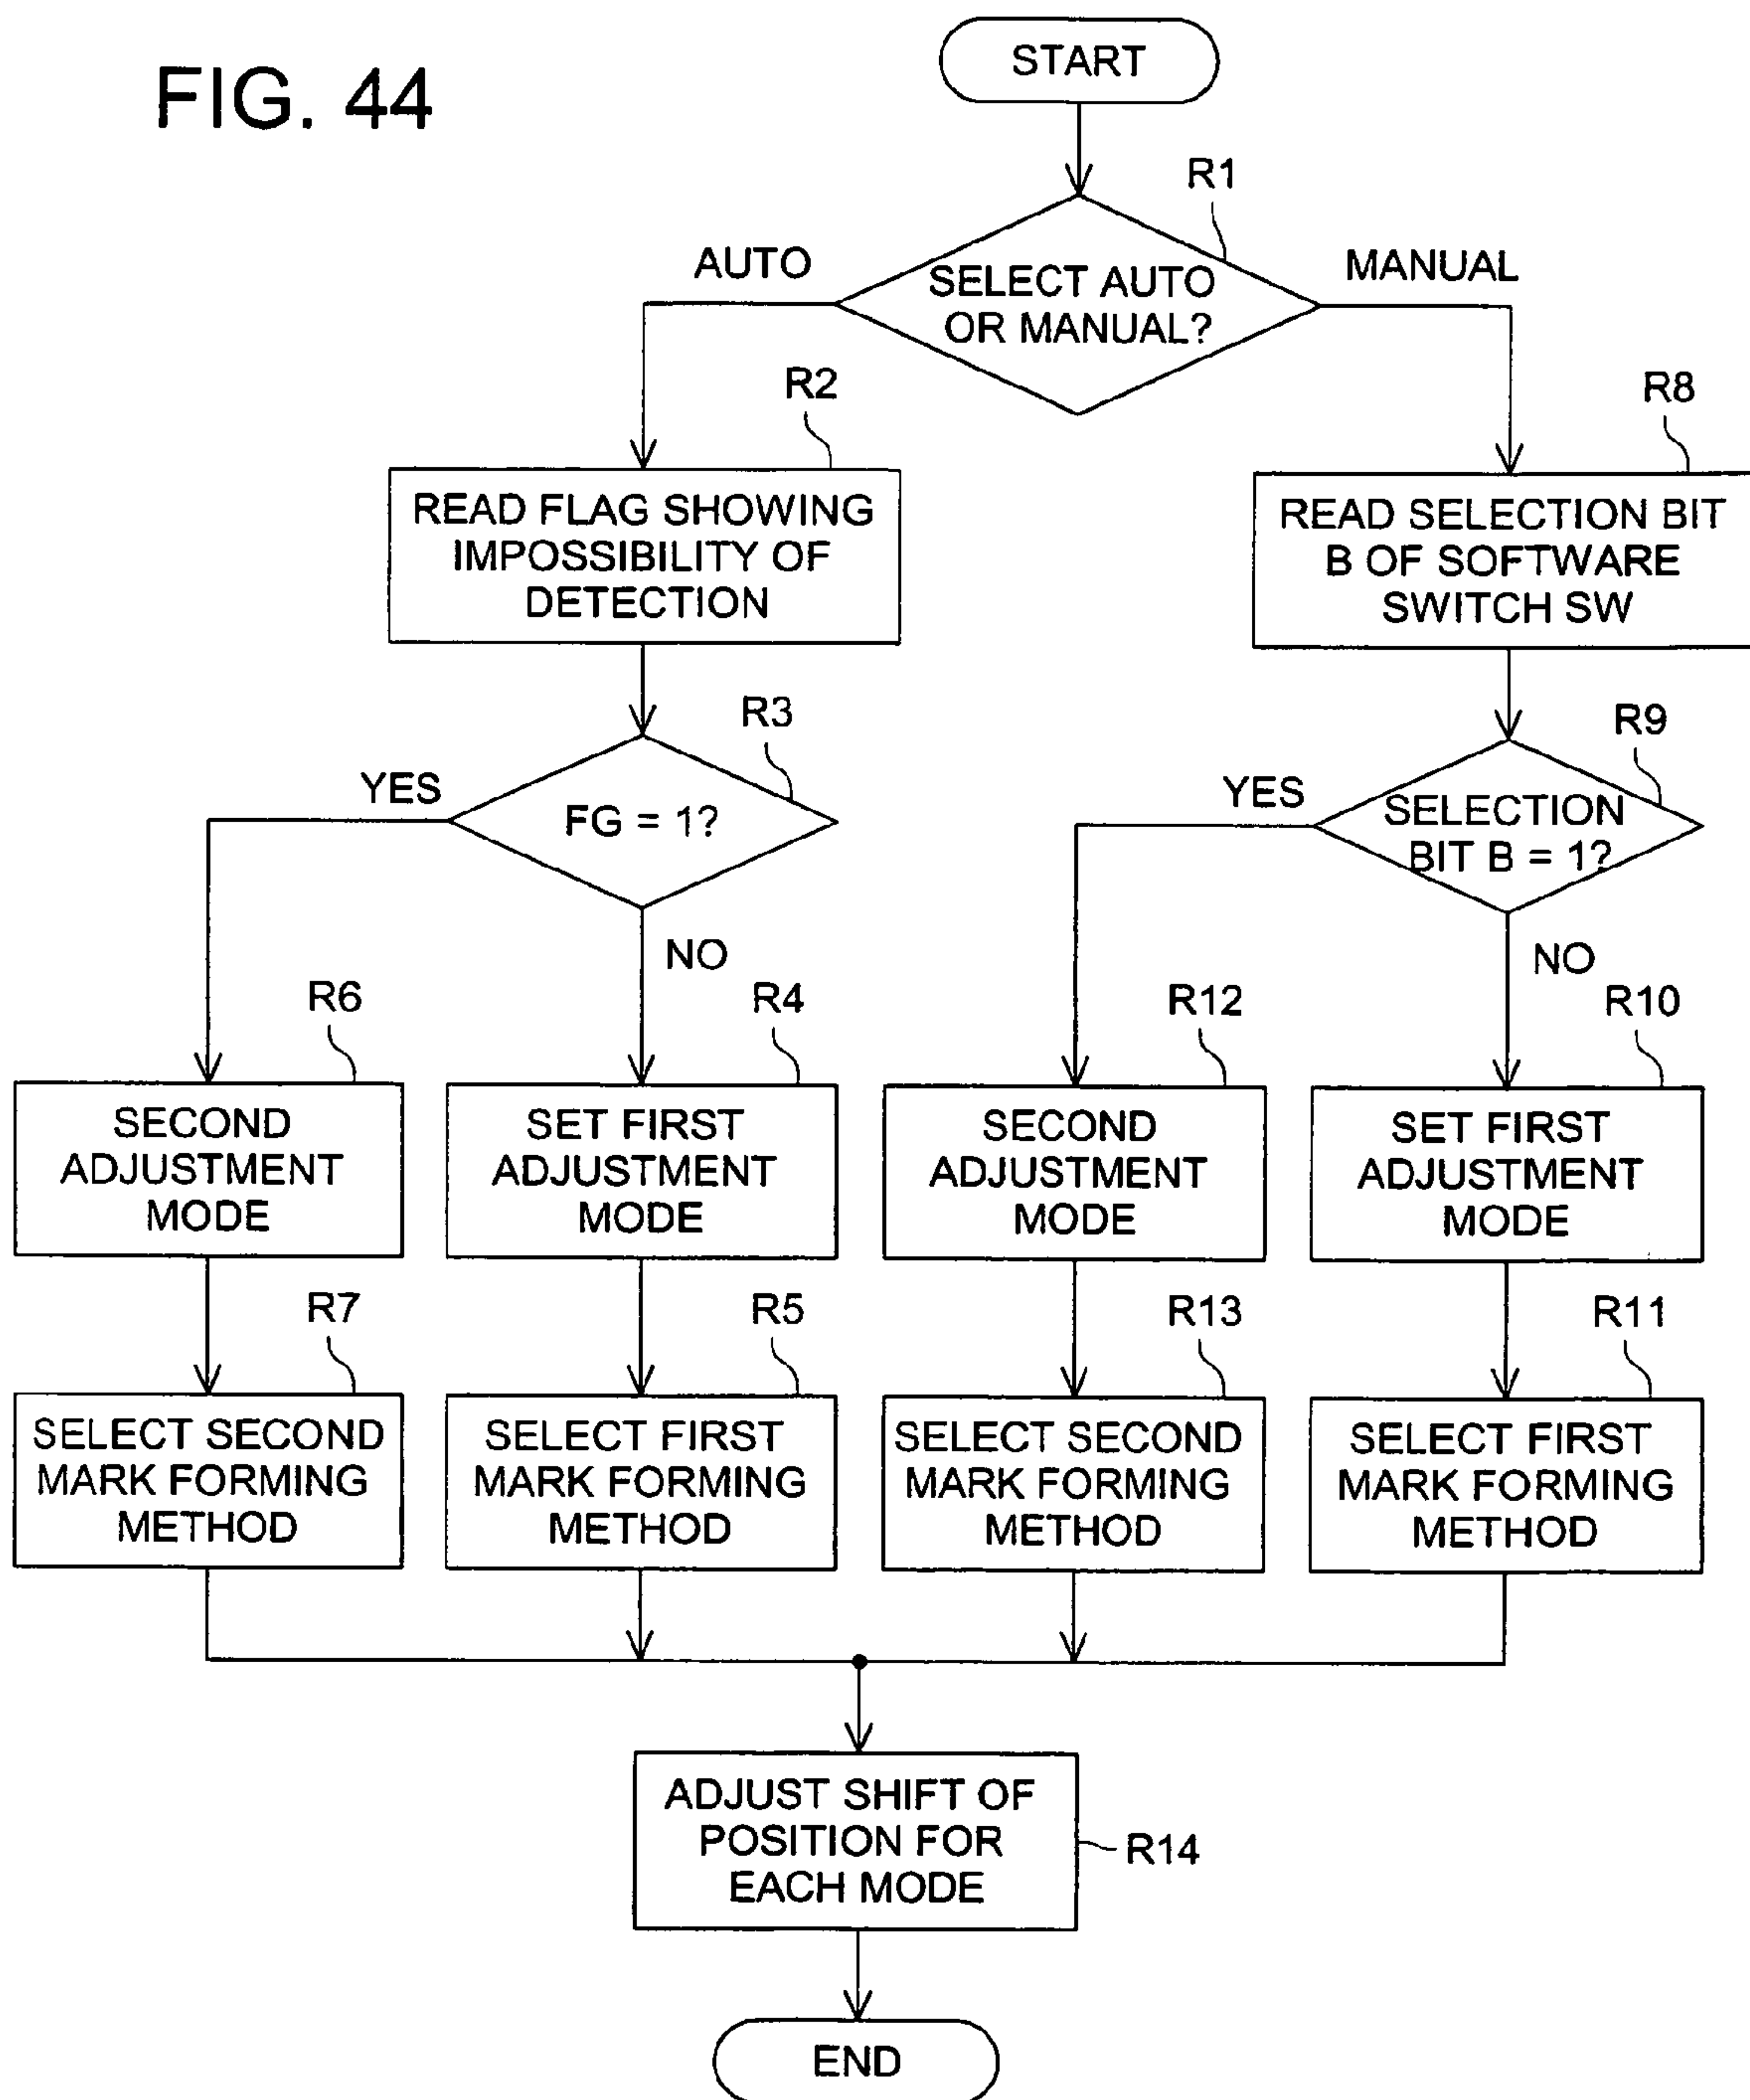 FIG. 44
START
R1
AUTO
MANUAL
SELECT AUTO
OR MANUAL?
R2
R8
READ FLAG SHOWING
IMPOSSIBILITY OF
DETECTION
READ SELECTION BIT
B OF SOFTWARE
SWITCH SW
R3
R9
YES
FG = 1?
YES
SELECTION
BIT B = 1?
NO
NO
R6
R4
R12
R10
SECOND
ADJUSTMENT
MODE
SET FIRST
ADJUSTMENT
MODE
SECOND
ADJUSTMENT
MODE
SET FIRST
ADJUSTMENT
MODE
R7
R5
R13
R11
SELECT SECOND
MARK FORMING
METHOD
SELECT FIRST
MARK FORMING
METHOD
SELECT SECOND
MARK FORMING
METHOD
SELECT FIRST
MARK FORMING
METHOD
ADJUST SHIFT OF
POSITION FOR
EACH MODE
R14
END